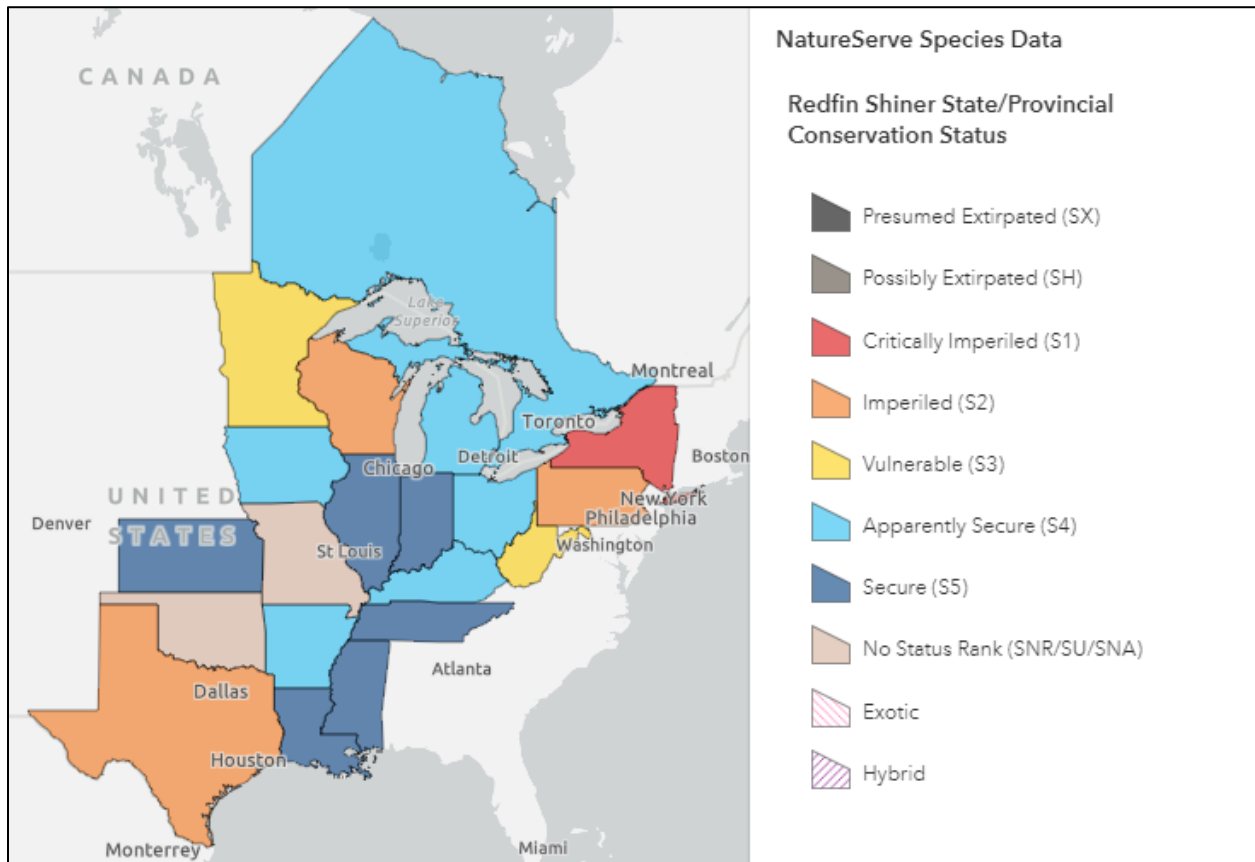 CANADA
Lake
Superior
Montreal
Toronto
Detroit
Boston
Chicago
New York
UNITED
STATES
Denver
Philadelphia
Washington
St Louis
Atlanta
Dallas
Houston
Monterrey
Miami
NatureServe Species Data
Redfin Shiner State/Provincial
Conservation Status
Presumed Extirpated (SX)
Possibly Extirpated (SH)
Critically Imperiled (S1)
Imperiled (S2)
Vulnerable (S3)
Apparently Secure (S4)
Secure (S5)
No Status Rank (SNR/SU/SNA)
Exotic
Hybrid